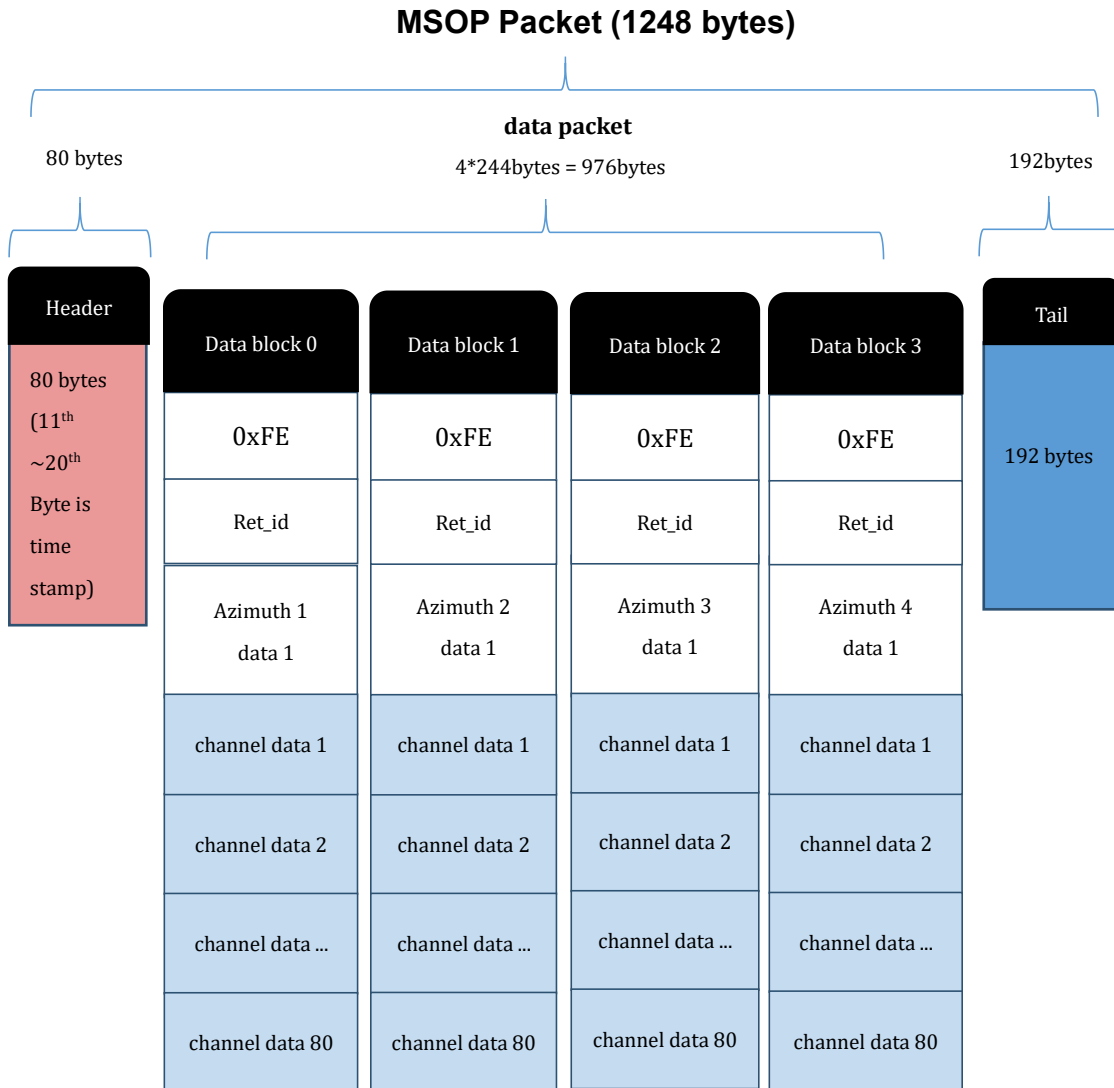 MSOP Packet (1248 bytes)
data packet
80 bytes
4*244bytes = 976bytes
192bytes
Header
80 bytes
(11th
~20th
Byte is
time
stamp)
Data block 0
0xFE
Ret_id
Azimuth 1
data 1
channel data 1
channel data 2
channel data ...
channel data 80
Data block 1
0xFE
Ret_id
Azimuth 2
data 1
channel data 1
channel data 2
channel data ...
channel data 80
Data block 2
0xFE
Ret_id
Azimuth 3
data 1
channel data 1
channel data 2
channel data ...
channel data 80
Data block 3
0xFE
Ret_id
Azimuth 4
data 1
channel data 1
channel data 2
channel data ...
channel data 80
Tail
192 bytes